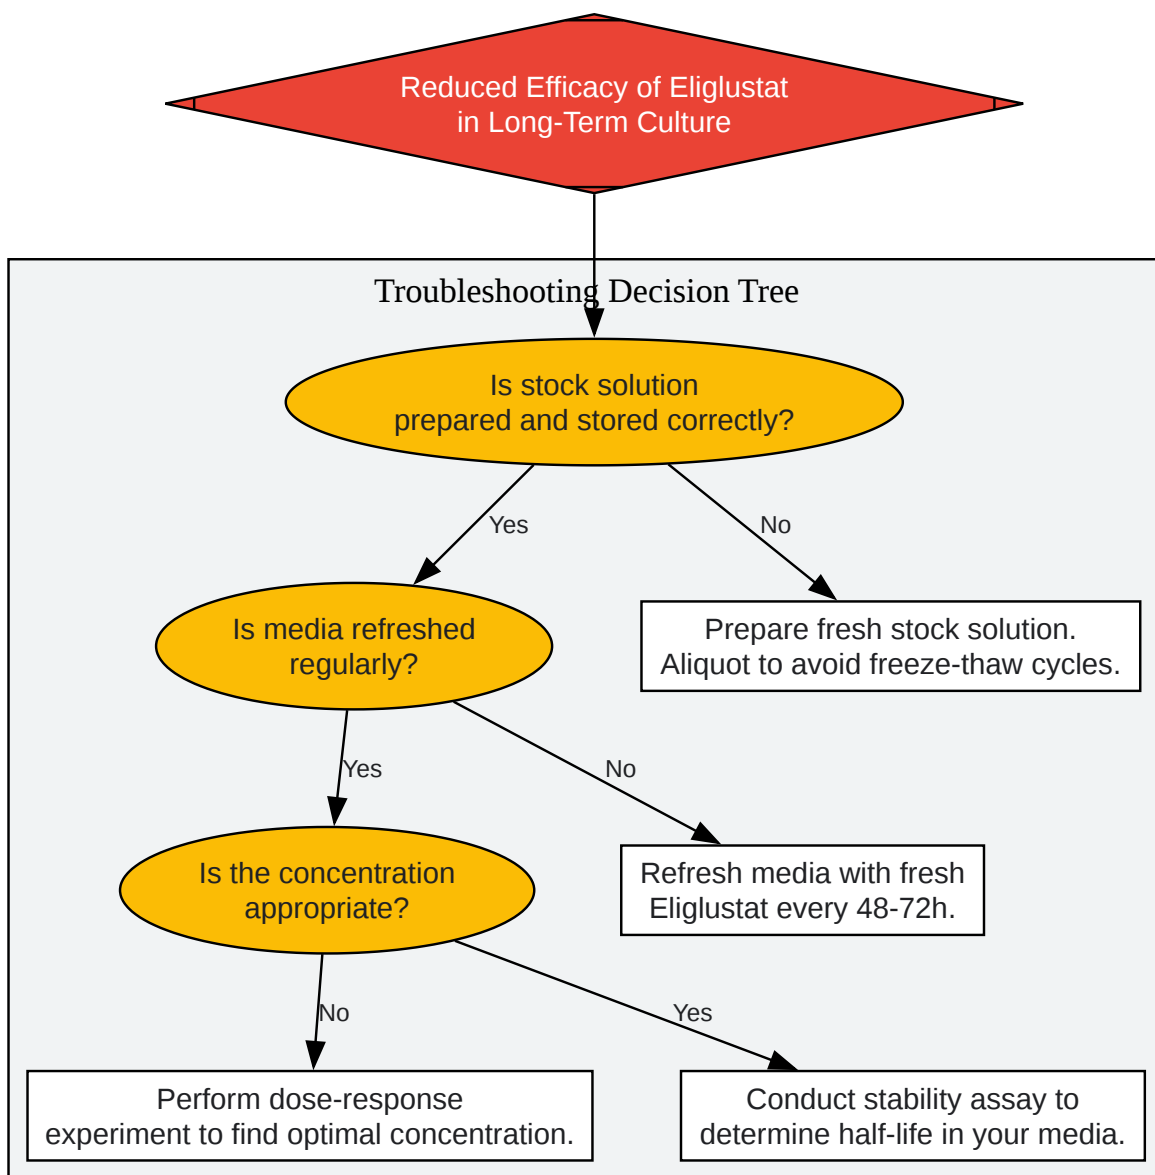 Reduced Efficacy of Eliglustat
in Long-Term Culture
Troubleshooting Decision Tree
Is stock solution
prepared and stored correctly?
Yes
No
Is media refreshed
regularly?
Prepare fresh stock solution.
Aliquot to avoid freeze-thaw cycles.
Yes
No
Is the concentration
appropriate?
Refresh media with fresh
Eliglustat every 48-72h.
No
Yes
Perform dose-response
experiment to find optimal concentration.
Conduct stability assay to
determine half-life in your media.